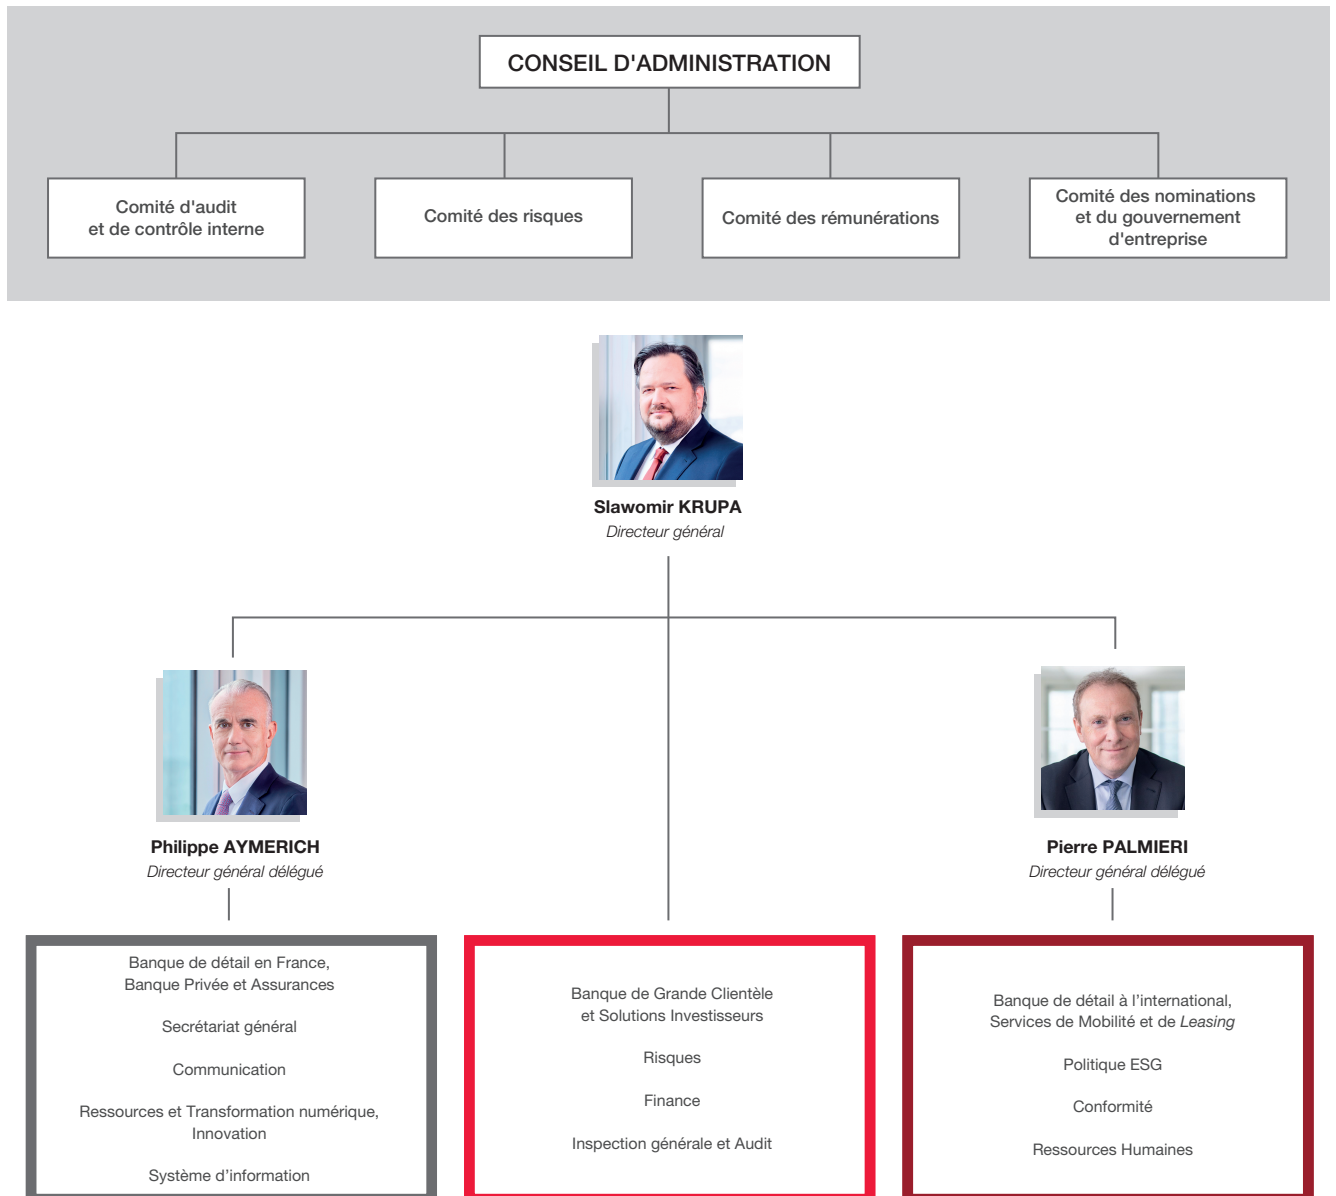 CONSEIL D'ADMINISTRATION
Comité d'audit
et de contrôle interne
Comité des risques
Comité des rémunérations
Comité des nominations
et du gouvernement
d'entreprise
Slawomir KRUPA
Directeur général
Philippe AYMERICH
Directeur général délégué
Pierre PALMIERI
Directeur général délégué
Banque de détail en France,
Banque Privée et Assurances
Secrétariat général
Communication
Ressources et Transformation numérique,
Innovation
Système d’information
Banque de Grande Clientèle
et Solutions Investisseurs
Risques
Finance
Inspection générale et Audit
Banque de détail à l’international,
Services de Mobilité et de Leasing
Politique ESG
Conformité
Ressources Humaines